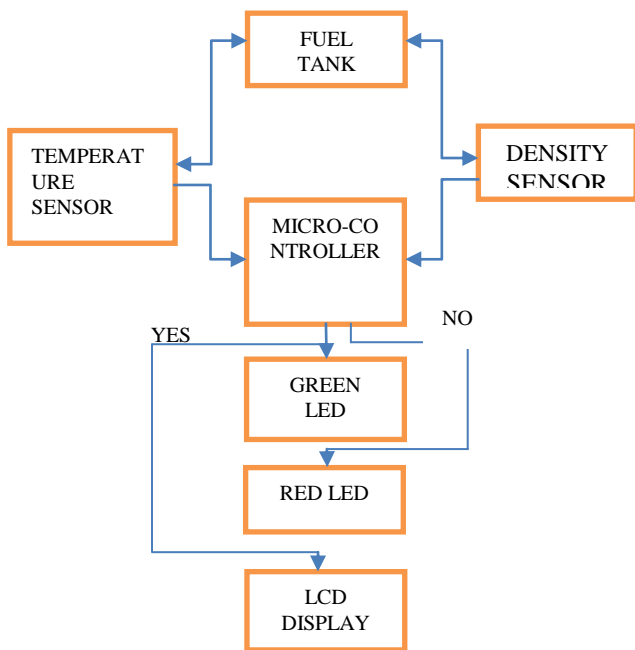 FUEL
TANK
TEMPERAT
URE
SENSOR
DENSITY
SENSOR
MICRO-CO
NTROLLER
YES
NO
GREEN
LED
RED LED
LCD
DISPLAY